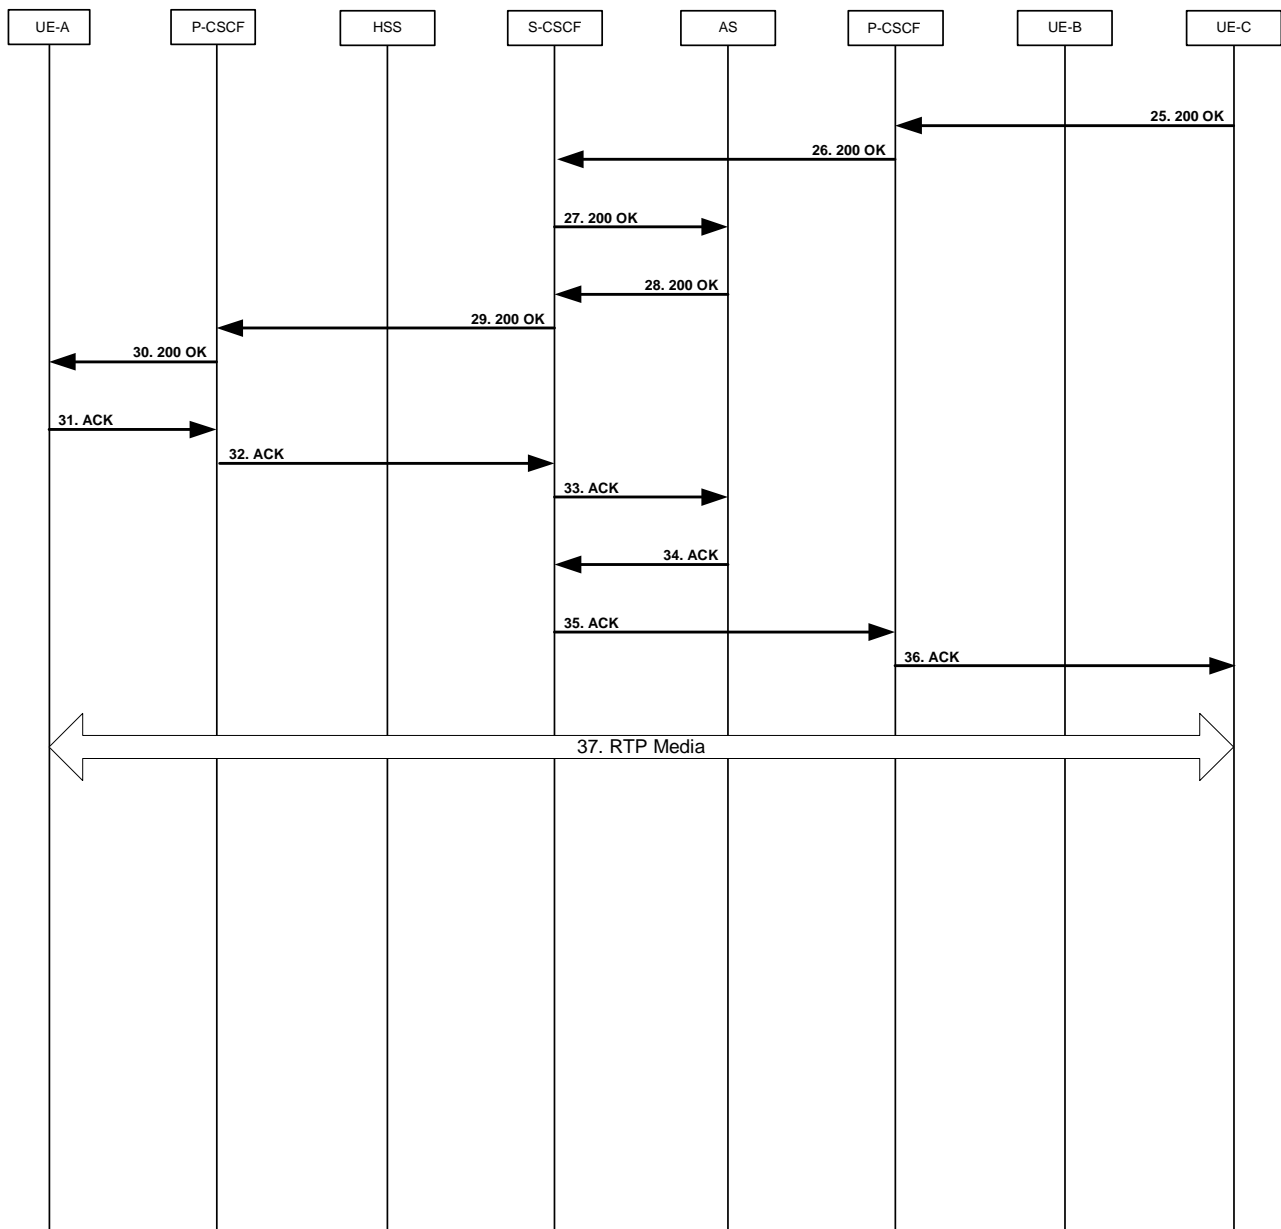 UE-A
P-CSCF
HSS
S-CSCF
AS
P-CSCF
UE-B
UE-C
25. 200 OK
26. 200 OK
27. 200 OK
28. 200 OK
29. 200 OK
30. 200 OK
31. ACK
32. ACK
33. ACK
34. ACK
35. ACK
36. ACK
37. RTP Media